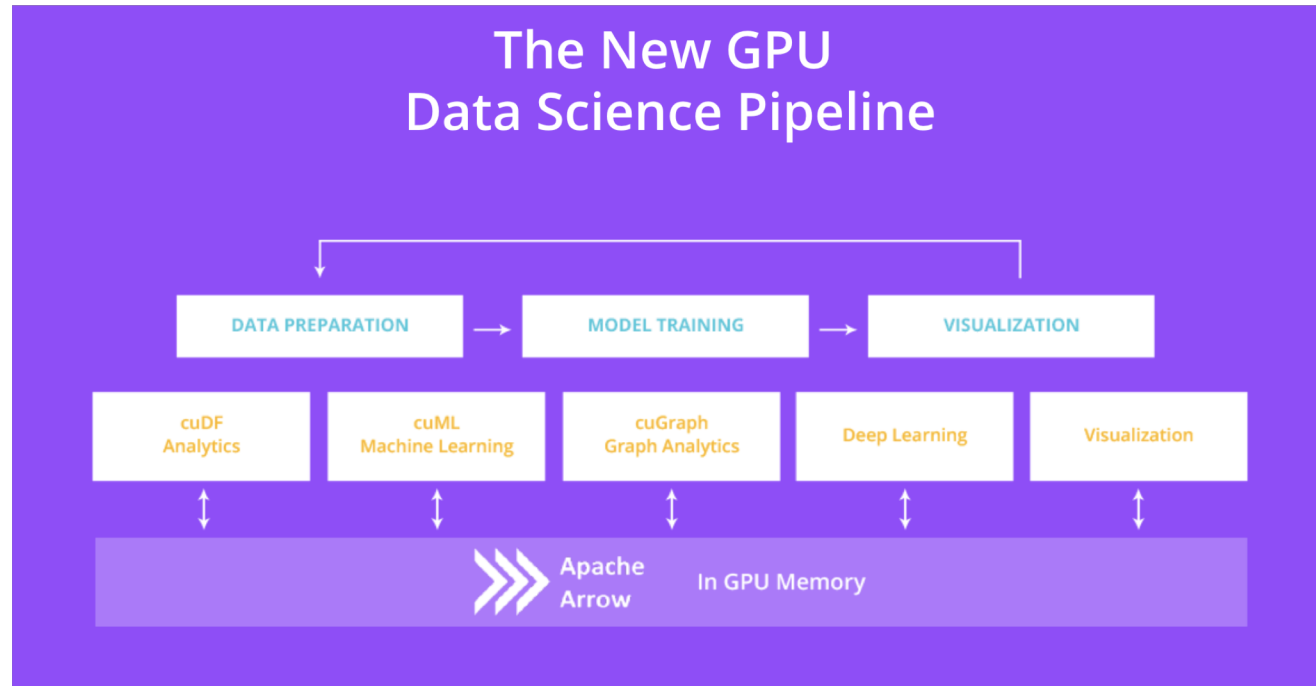 The New GPU
Data Science Pipeline
DATA PREPARATION
MODEL TRAINING
VISUALIZATION
cuDF
Analytics
cuML
Machine Learning
cuGraph
Graph Analytics
Deep Learning
Visualization
Apache
Arrow
In GPU Memory